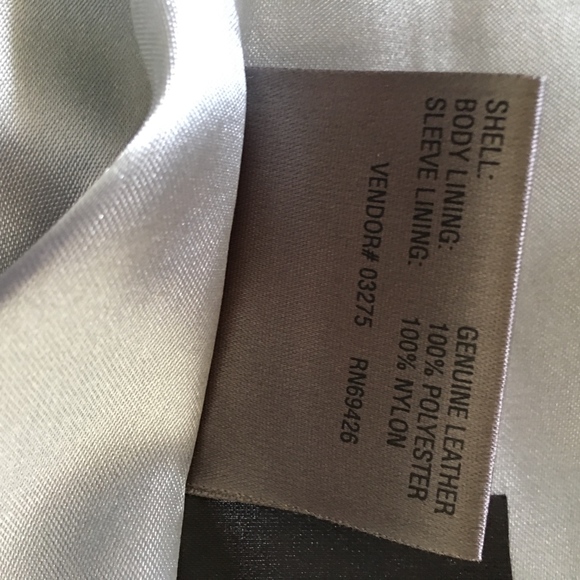 SHELL: GENUINE LEATHER
BODY LINING: 100% POLYESTER
SLEEVE LINING: 100% NYLON
VENDOR# 03275 RN69426